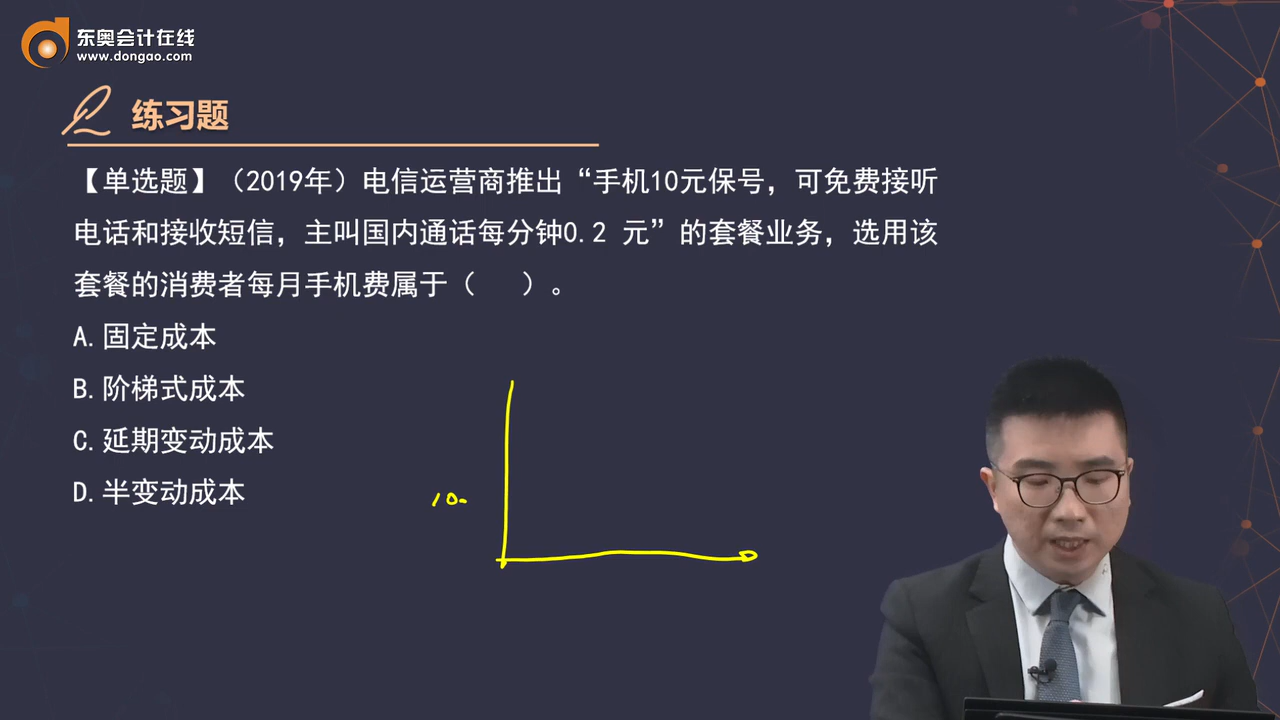 东奥会计在线
www.dongao.com
练习题
【单选题】（2019年）电信运营商推出“手机10元保号，可免费接听
电话和接收短信，主叫国内通话每分钟0.2 元”的套餐业务，选用该
套餐的消费者每月手机费属于（ ）。
A.固定成本
B.阶梯式成本
C.延期变动成本
D.半变动成本
10